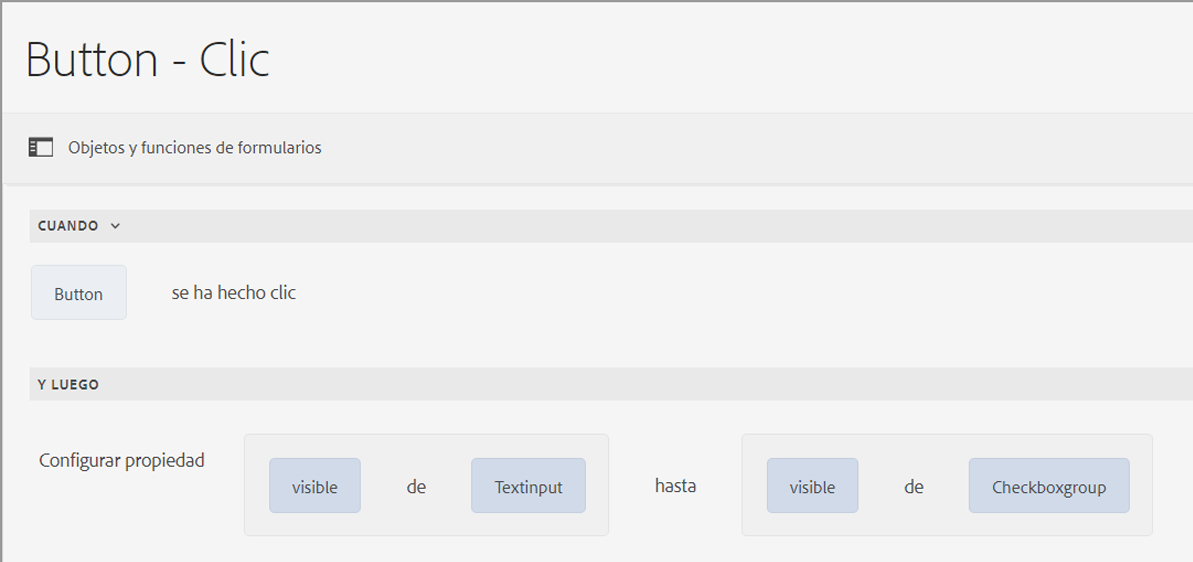 Button - Clic
Objetos y funciones de formularios
CUANDO
Button se ha hecho clic
Y LUEGO
Configurar propiedad visible de Textinput hasta visible de Checkboxgroup